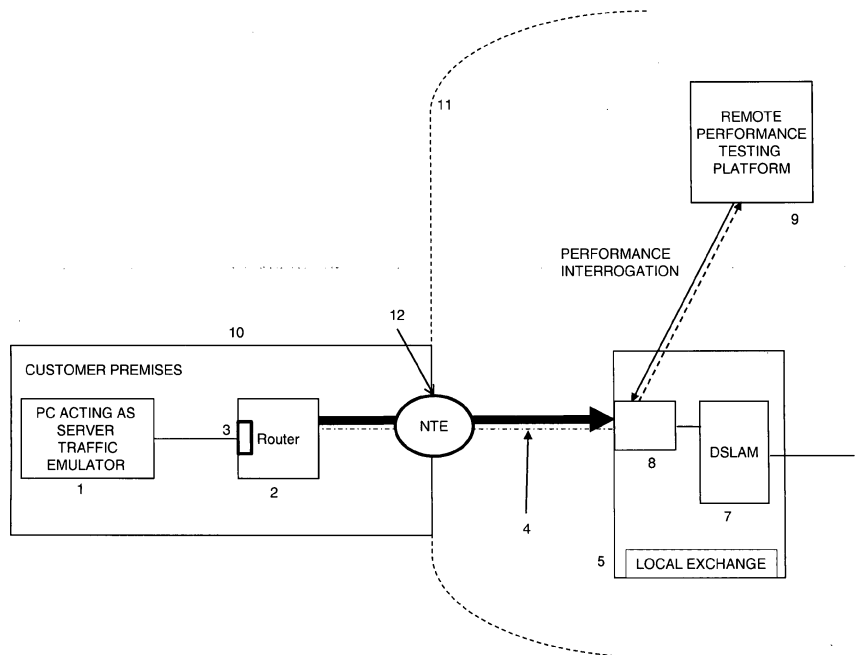 11
REMOTE
PERFORMANCE
TESTING
PLATFORM
9
PERFORMANCE
INTERROGATION
12
10
CUSTOMER PREMISES
PC ACTING AS
SERVER
TRAFFIC
EMULATOR
1
3
Router
2
NTE
4
8
DSLAM
7
5
LOCAL EXCHANGE